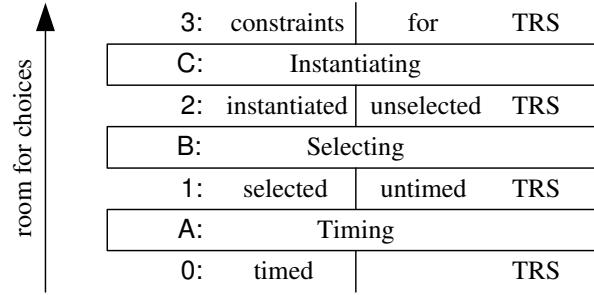 room for choices
3: constraints for TRS
C: Instantiating
2: instantiated unselected TRS
B: Selecting
1: selected untimed TRS
A: Timing
0: timed TRS